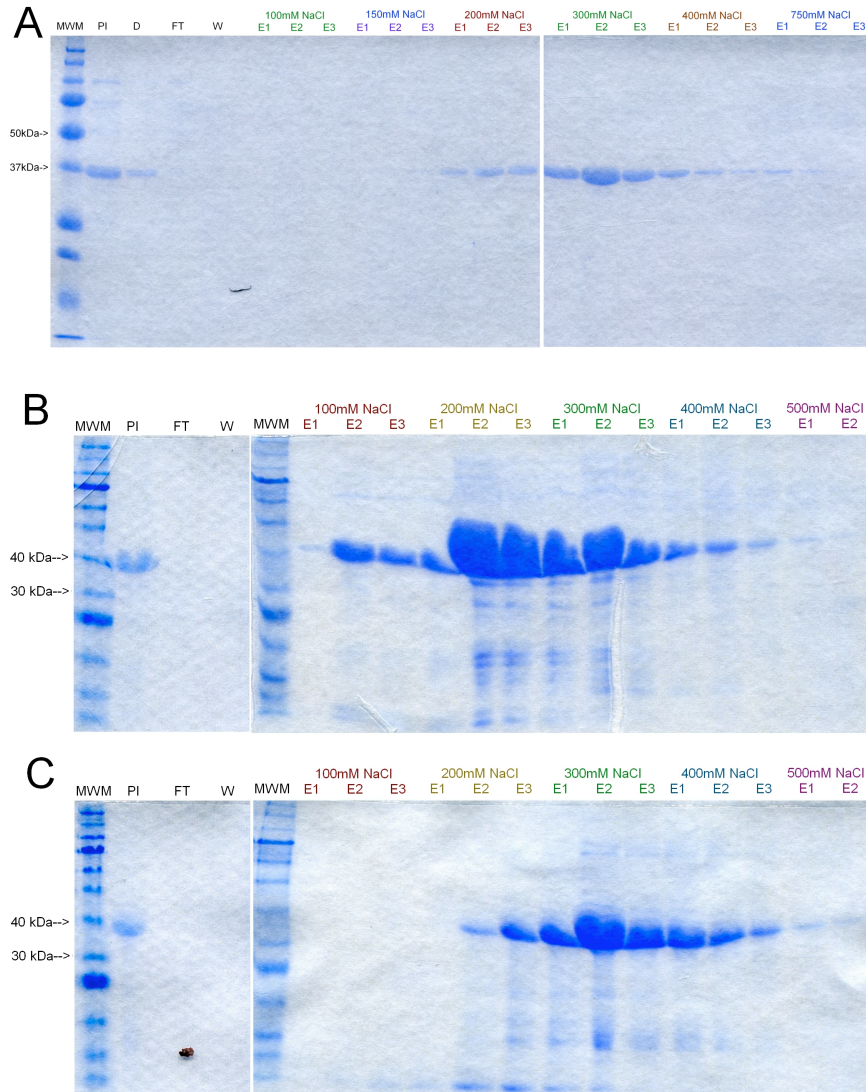 A
100mM NaCl 150mM NaCl 200mM NaCl 300mM NaCl 400mM NaCl 750mM NaCl
MWM PI D FT W E1 E2 E3 E1 E2 E3 E1 E2 E3 E1 E2 E3 E1 E2 E3 E1 E2 E3
50kDa->
37kDa->
B
100mM NaCl 200mM NaCl 300mM NaCl 400mM NaCl 500mM NaCl
MWM PI FT W MWM E1 E2 E3 E1 E2 E3 E1 E2 E3 E1 E2 E3 E1 E2
40 kDa-->
30 kDa-->
C
100mM NaCl 200mM NaCl 300mM NaCl 400mM NaCl 500mM NaCl
MWM PI FT W MWM E1 E2 E3 E1 E2 E3 E1 E2 E3 E1 E2 E3 E1 E2
40 kDa-->
30 kDa-->